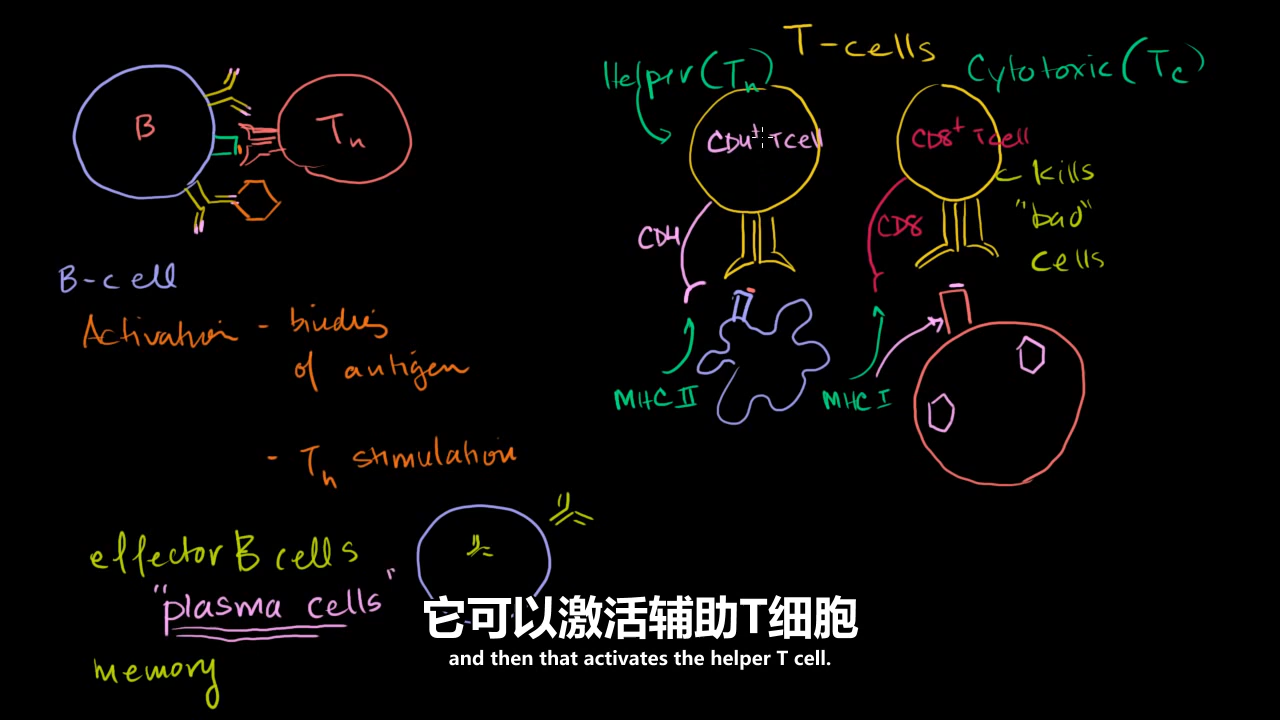 T-cells
Helper (Th)
Cytotoxic (Tc)
B
Th
CD4+ T cell
CD8+ T cell
kills
"bad"
cells
CD4
CD8
B-cell
Activation - binding
of antigen
MHC II
MHC I
- Th stimulation
effector B cells
"plasma cells"
memory
它可以激活辅助T细胞
and then that activates the helper T cell.